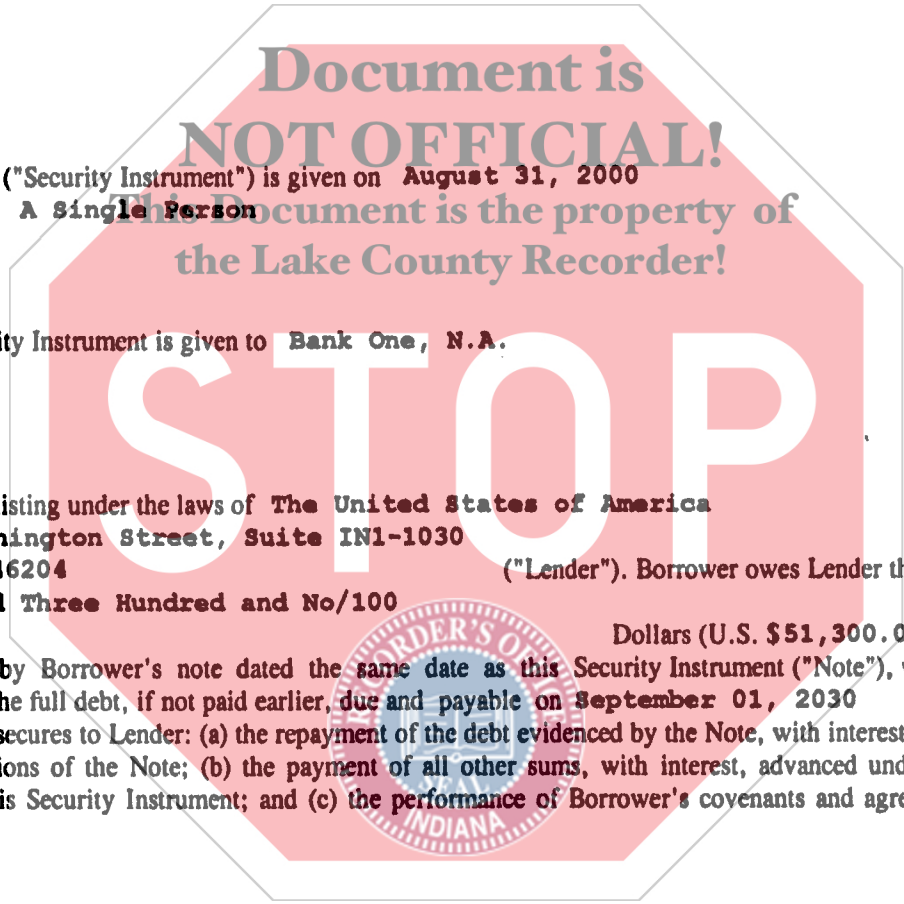 Document is
NOT OFFICIAL!
("Security Instrument") is given on August 31, 2000
A Single Person
This Document is the property of
the Lake County Recorder!
ity Instrument is given to Bank One, N.A.
STOP
isting under the laws of The United States of America
hington Street, Suite IN1-1030
46204 ("Lender"). Borrower owes Lender th
d Three Hundred and No/100
Dollars (U.S. $51,300.0
by Borrower's note dated the same date as this Security Instrument ("Note"),
he full debt, if not paid earlier, due and payable on September 01, 2030
secures to Lender: (a) the repayment of the debt evidenced by the Note, with interest
ions of the Note; (b) the payment of all other sums, with interest, advanced und
is Security Instrument; and (c) the performance of Borrower's covenants and agre
RECORDER'S OF
SEAL
INDIANA